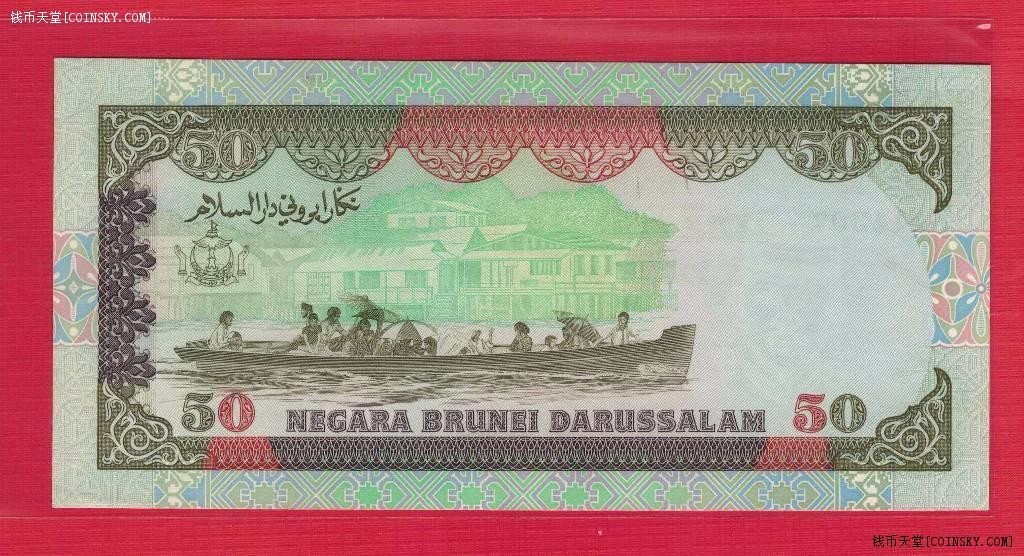 钱币天堂[COINSKY.COM]
50 50
نڬارا بروني دارالسلام
50 NEGARA BRUNEI DARUSSALAM 50
钱币天堂[COINSKY.COM]